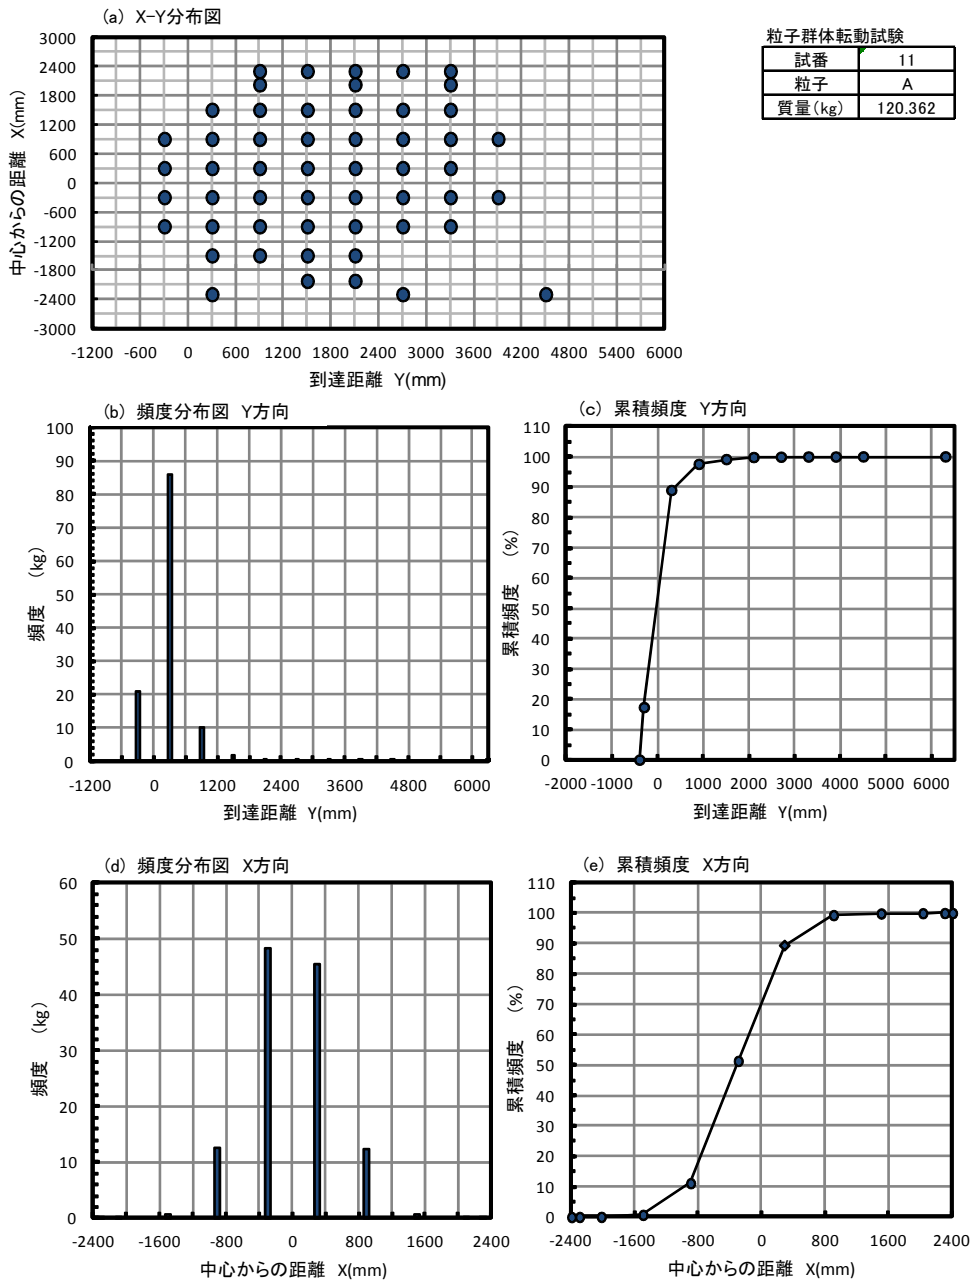 (a) X-Y分布図
粒子群体転動試験
試番 11
粒子 A
質量(kg) 120.362
中心からの距離 X(mm)
3000
2400
1800
1200
600
0
-600
-1200
-1800
-2400
-3000
-1200 -600 0 600 1200 1800 2400 3000 3600 4200 4800 5400 6000
到達距離 Y(mm)
(b) 頻度分布図 Y方向
頻度 (kg)
100
90
80
70
60
50
40
30
20
10
0
-1200 0 1200 2400 3600 4800 6000
到達距離 Y(mm)
(c) 累積頻度 Y方向
累積頻度 (%)
110
100
90
80
70
60
50
40
30
20
10
0
-2000 -1000 0 1000 2000 3000 4000 5000 6000
到達距離 Y(mm)
(d) 頻度分布図 X方向
頻度 (kg)
60
50
40
30
20
10
0
-2400 -1600 -800 0 800 1600 2400
中心からの距離 X(mm)
(e) 累積頻度 X方向
累積頻度 (%)
110
100
90
80
70
60
50
40
30
20
10
0
-2400 -1600 -800 0 800 1600 2400
中心からの距離 X(mm)